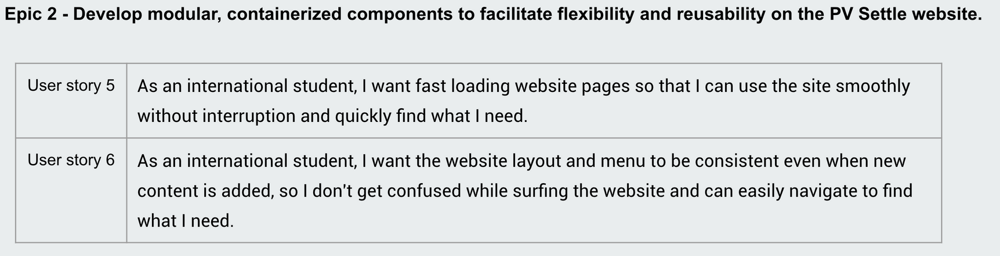 Epic 2 - Develop modular, containerized components to facilitate flexibility and reusability on the PV Settle website.
User story 5
As an international student, I want fast loading website pages so that I can use the site smoothly
without interruption and quickly find what I need.
User story 6
As an international student, I want the website layout and menu to be consistent even when new
content is added, so I don't get confused while surfing the website and can easily navigate to find
what I need.